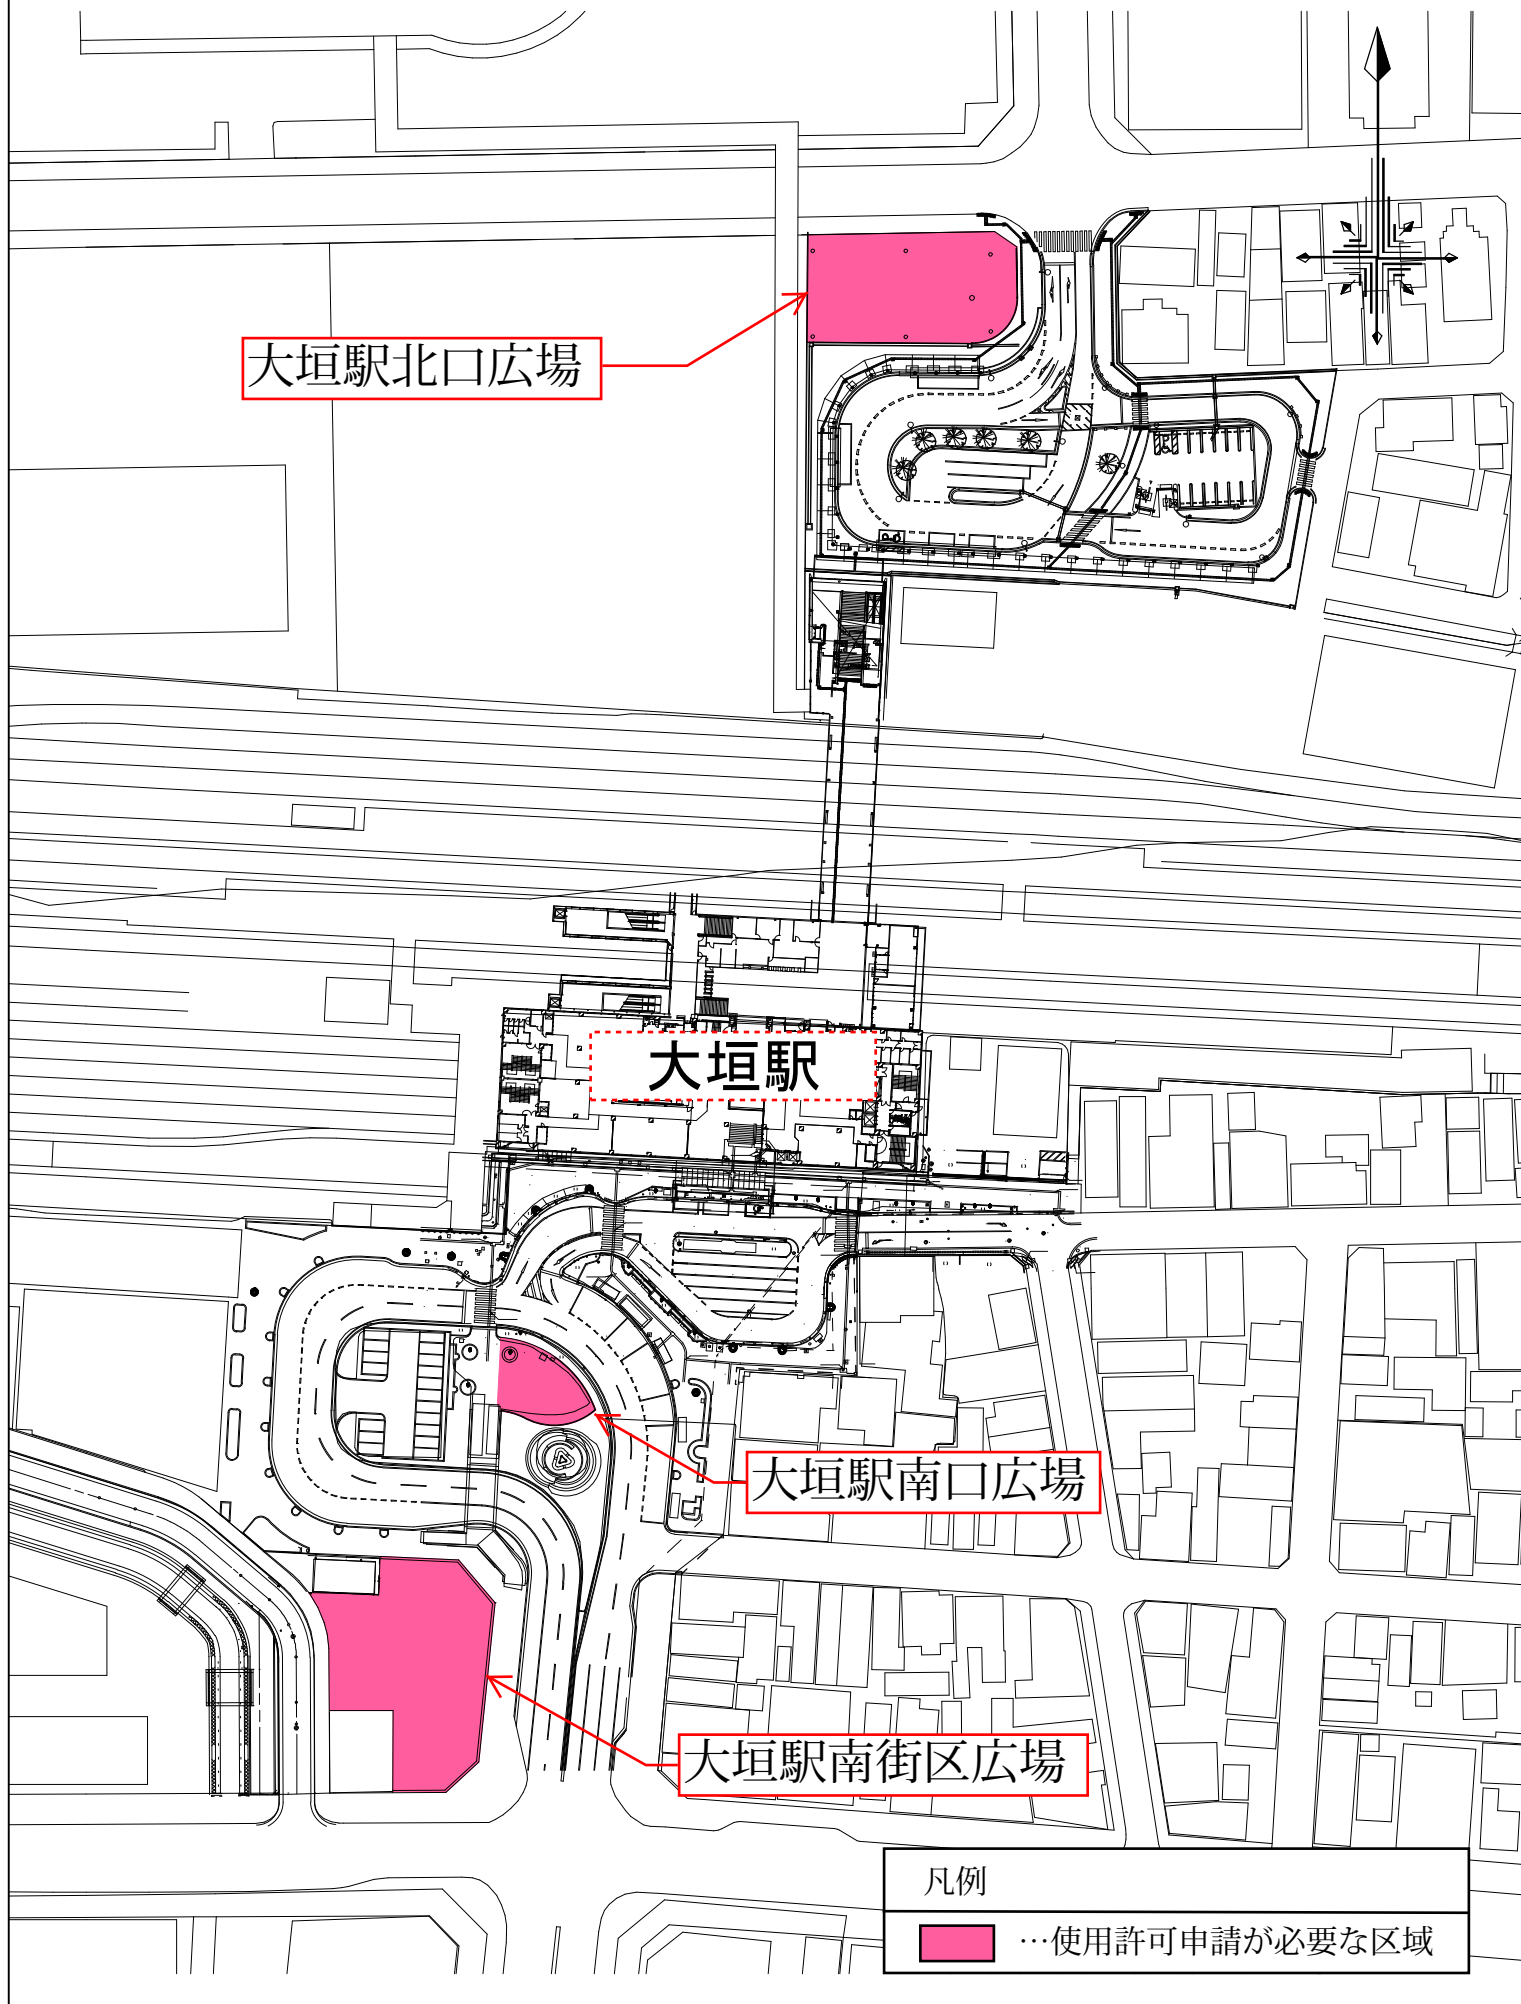 大垣駅北口広場
大垣駅
大垣駅南口広場
大垣駅南街区広場
凡例
…使用許可申請が必要な区域